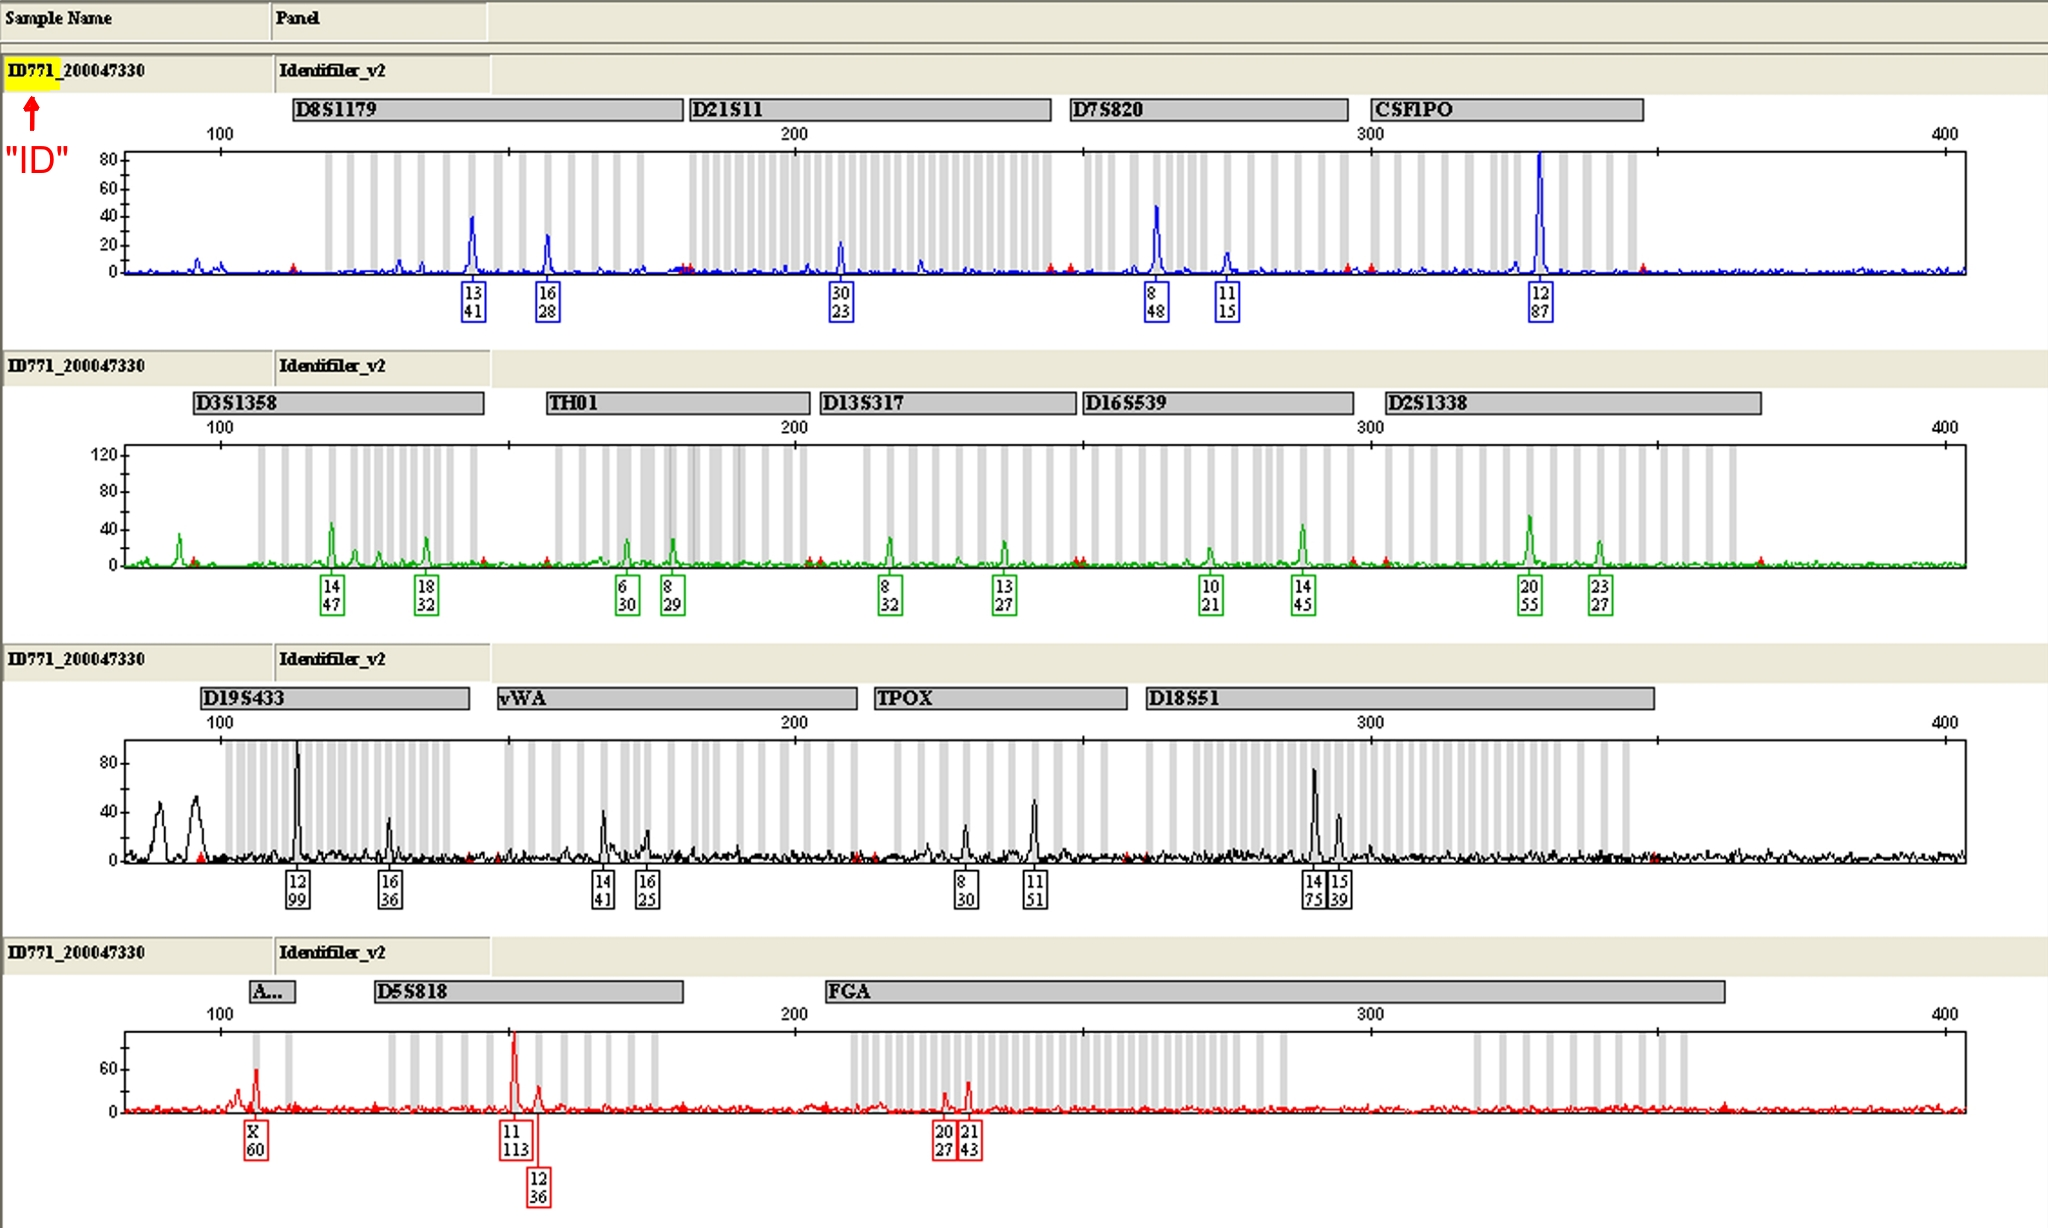 Sample Name Panel
ID771_200047330 Identifiler_v2
"ID"
D8S1179 D21S11 D7S820 CSF1PO
100 200 300 400
80
60
40
20
0
13 16 30 8 11 12
41 28 23 48 15 87
ID771_200047330 Identifiler_v2
D3S1358 TH01 D13S317 D16S539 D2S1338
100 200 300 400
120
80
40
0
14 18 6 8 8 13 10 14 20 23
47 32 30 29 32 27 21 45 55 27
ID771_200047330 Identifiler_v2
D19S433 vWA TPOX D18S51
100 200 300 400
80
40
0
12 16 14 16 8 11 14 15
99 36 41 25 30 51 75 39
ID771_200047330 Identifiler_v2
A... D5S818 FGA
100 200 300 400
60
0
X 11 20 21
60 113 27 43
12
36